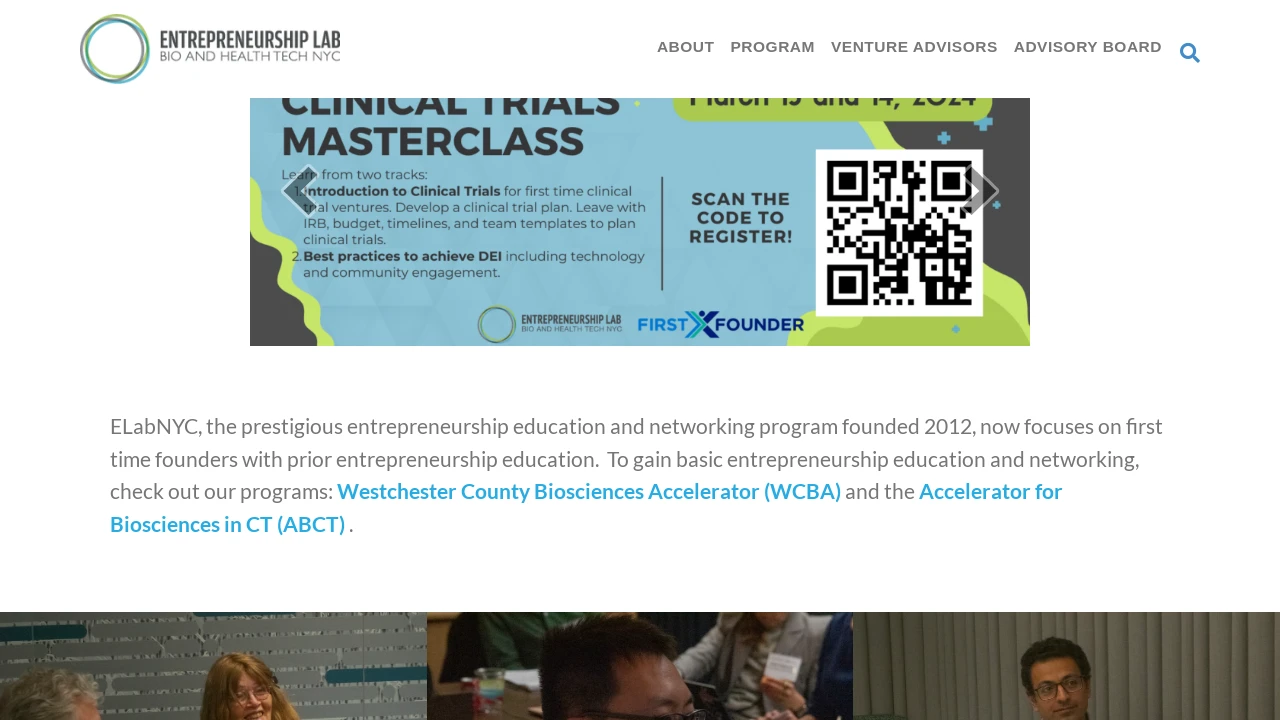 ENTREPRENEURSHIP LAB
BIO AND HEALTH TECH NYC
ABOUT PROGRAM VENTURE ADVISORS ADVISORY BOARD
CLINICAL TRIALS
MASTERCLASS
March 13 and 14, 2024
Learn from two tracks:
1. Introduction to Clinical Trials for first time clinical
trial ventures. Develop a clinical trial plan. Leave with
IRB, budget, timelines, and team templates to plan
clinical trials.
2. Best practices to achieve DEI including technology
and community engagement.
SCAN THE
CODE TO
REGISTER!
ENTREPRENEURSHIP LAB
BIO AND HEALTH TECH NYC
FIRST X FOUNDER
ELabNYC, the prestigious entrepreneurship education and networking program founded 2012, now focuses on first
time founders with prior entrepreneurship education.  To gain basic entrepreneurship education and networking,
check out our programs: Westchester County Biosciences Accelerator (WCBA) and the Accelerator for
Biosciences in CT (ABCT) .